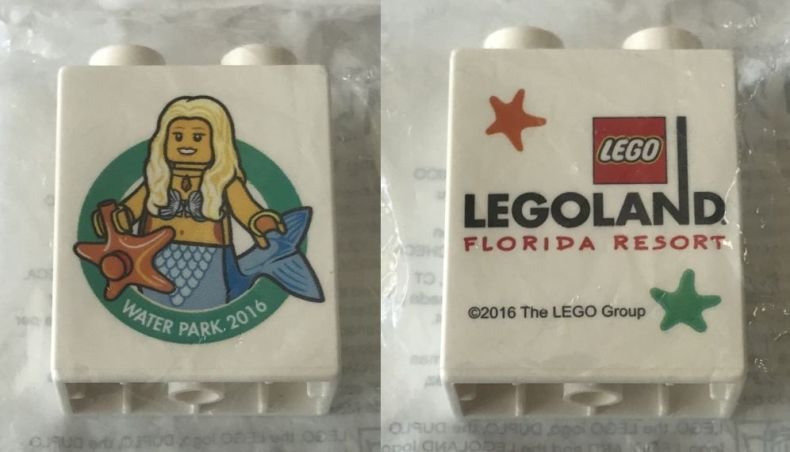 WATER PARK 2016
LEGO
LEGOLAND
FLORIDA RESORT
©2016 The LEGO Group